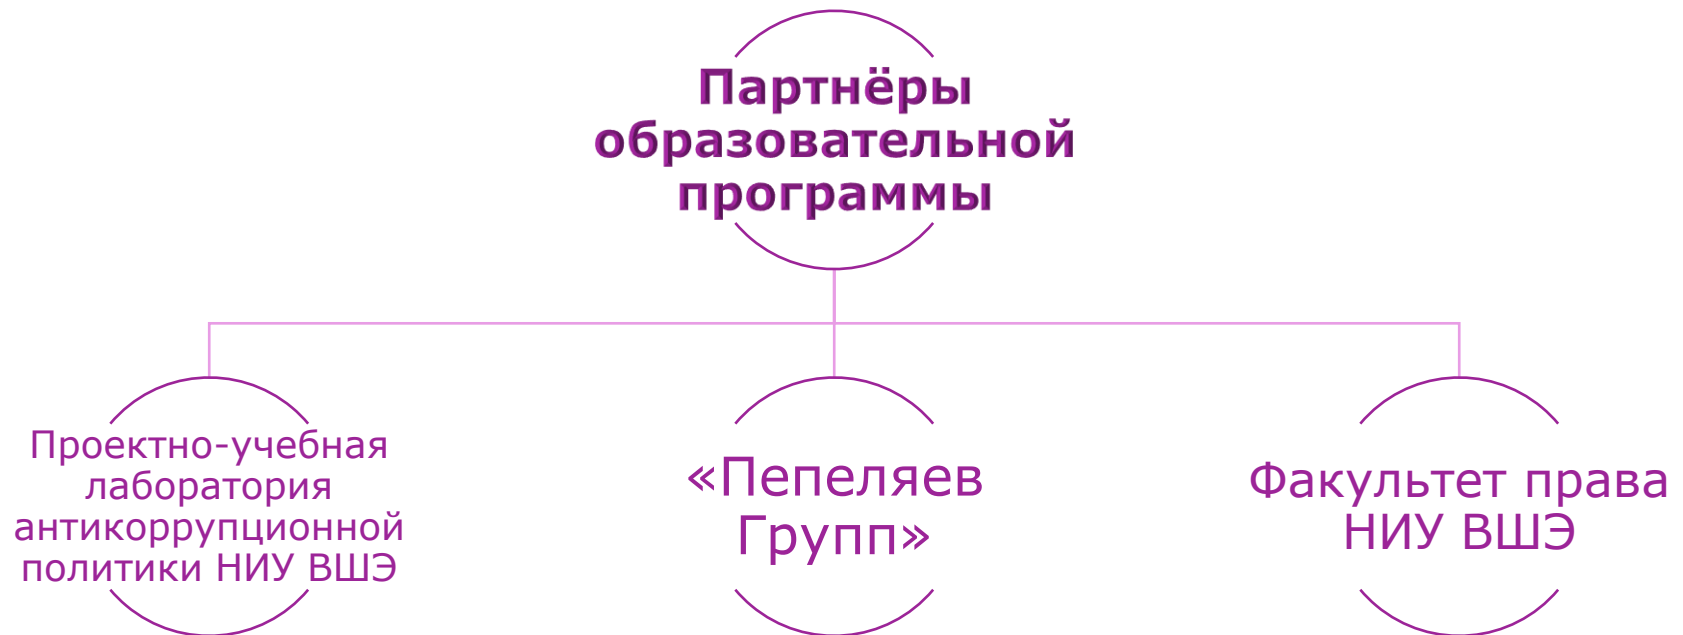 Партнёры
образовательной
программы
Проектно-учебная
лаборатория
антикоррупционной
политики НИУ ВШЭ
«Пепеляев
Групп»
Факультет права
НИУ ВШЭ